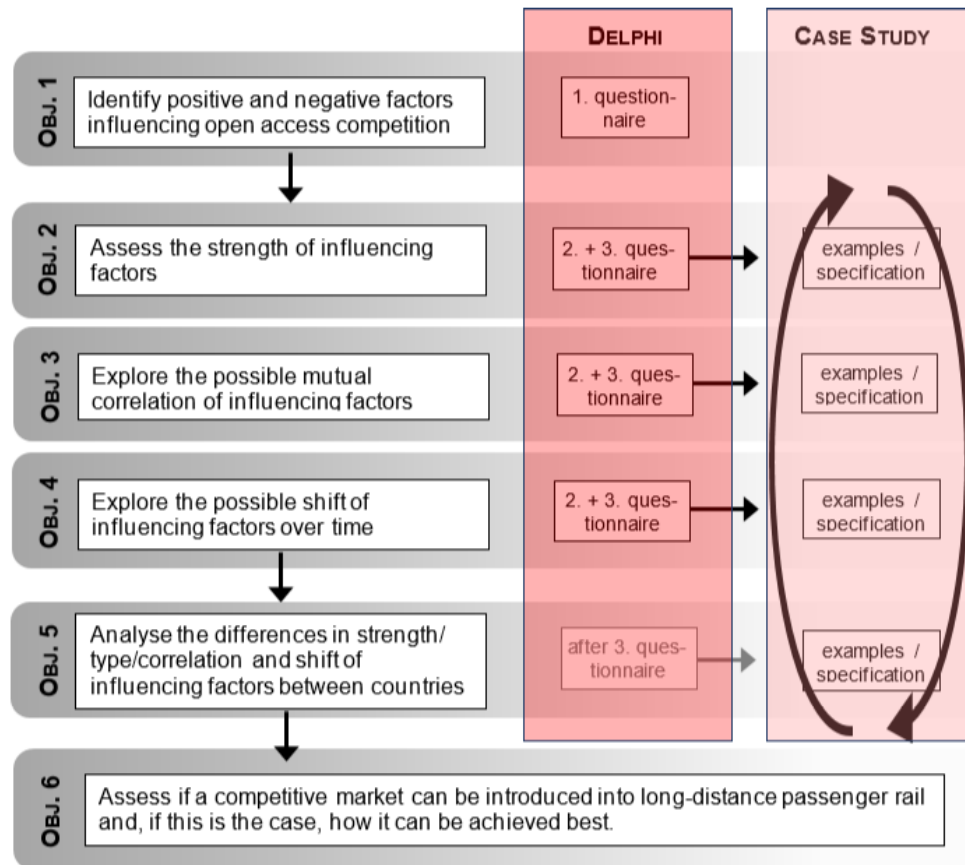 DELPHI
CASE STUDY
OBJ. 1
Identify positive and negative factors
influencing open access competition
1. question-
naire
OBJ. 2
Assess the strength of influencing
factors
2. + 3. ques-
tionnaire
examples /
specification
OBJ. 3
Explore the possible mutual
correlation of influencing factors
2. + 3. ques-
tionnaire
examples /
specification
OBJ. 4
Explore the possible shift of
influencing factors over time
2. + 3. ques-
tionnaire
examples /
specification
OBJ. 5
Analyse the differences in strength/
type/correlation and shift of
influencing factors between countries
after 3. ques-
tionnaire
examples /
specification
OBJ. 6
Assess if a competitive market can be introduced into long-distance passenger rail
and, if this is the case, how it can be achieved best.